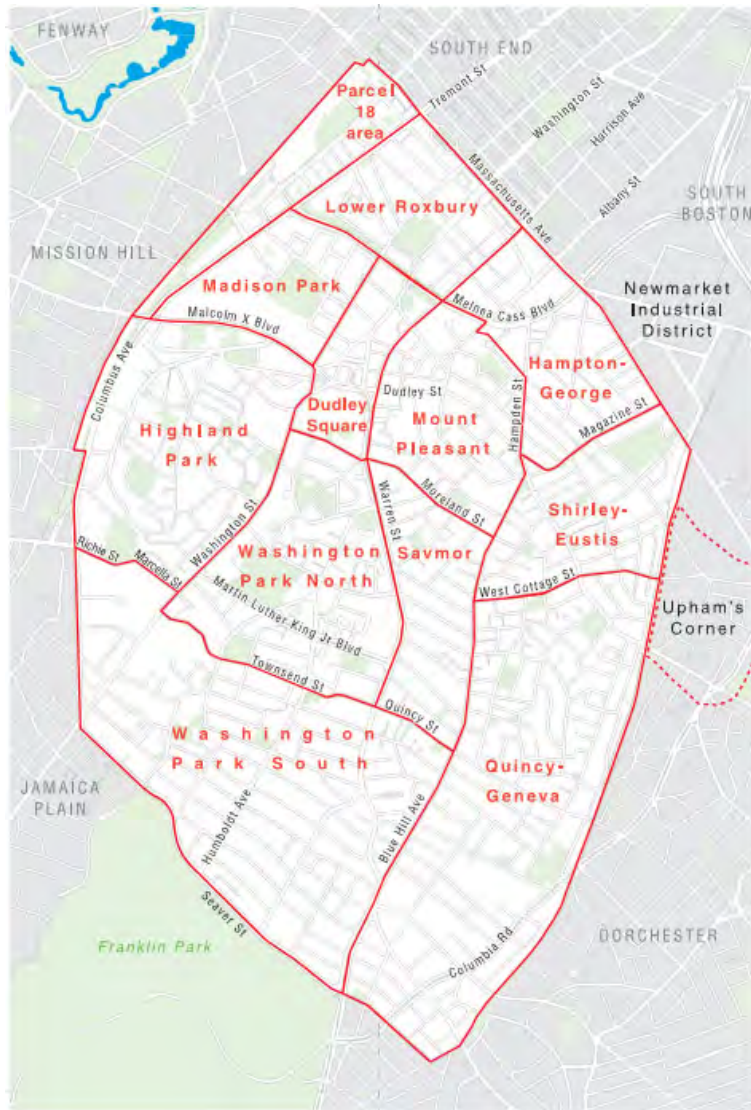 FENWAY
SOUTH END
Parcel
18
area
Tremont St
Washington St
Harrison Ave
Albany St
Massachusetts Ave
SOUTH
BOSTON
Lower Roxbury
MISSION HILL
Madison Park
Malcolm X Blvd
Melnea Cass Blvd
Newmarket
Industrial
District
Columbus Ave
Hampton-
George
Dudley St
Dudley
Square
Mount
Pleasant
Hampden St
Magazine St
Highland
Park
Moreland St
Warren St
Washington St
Shirley-
Eustis
Richie St
Marcella St
Washington
Park North
Savmor
West Cottage St
Martin Luther King Jr Blvd
Upham's
Corner
Townsend St
Quincy St
Washington
Park South
Quincy-
Geneva
JAMAICA
PLAIN
Humboldt Ave
Blue Hill Ave
Seaver St
Franklin Park
Columbia Rd
DORCHESTER